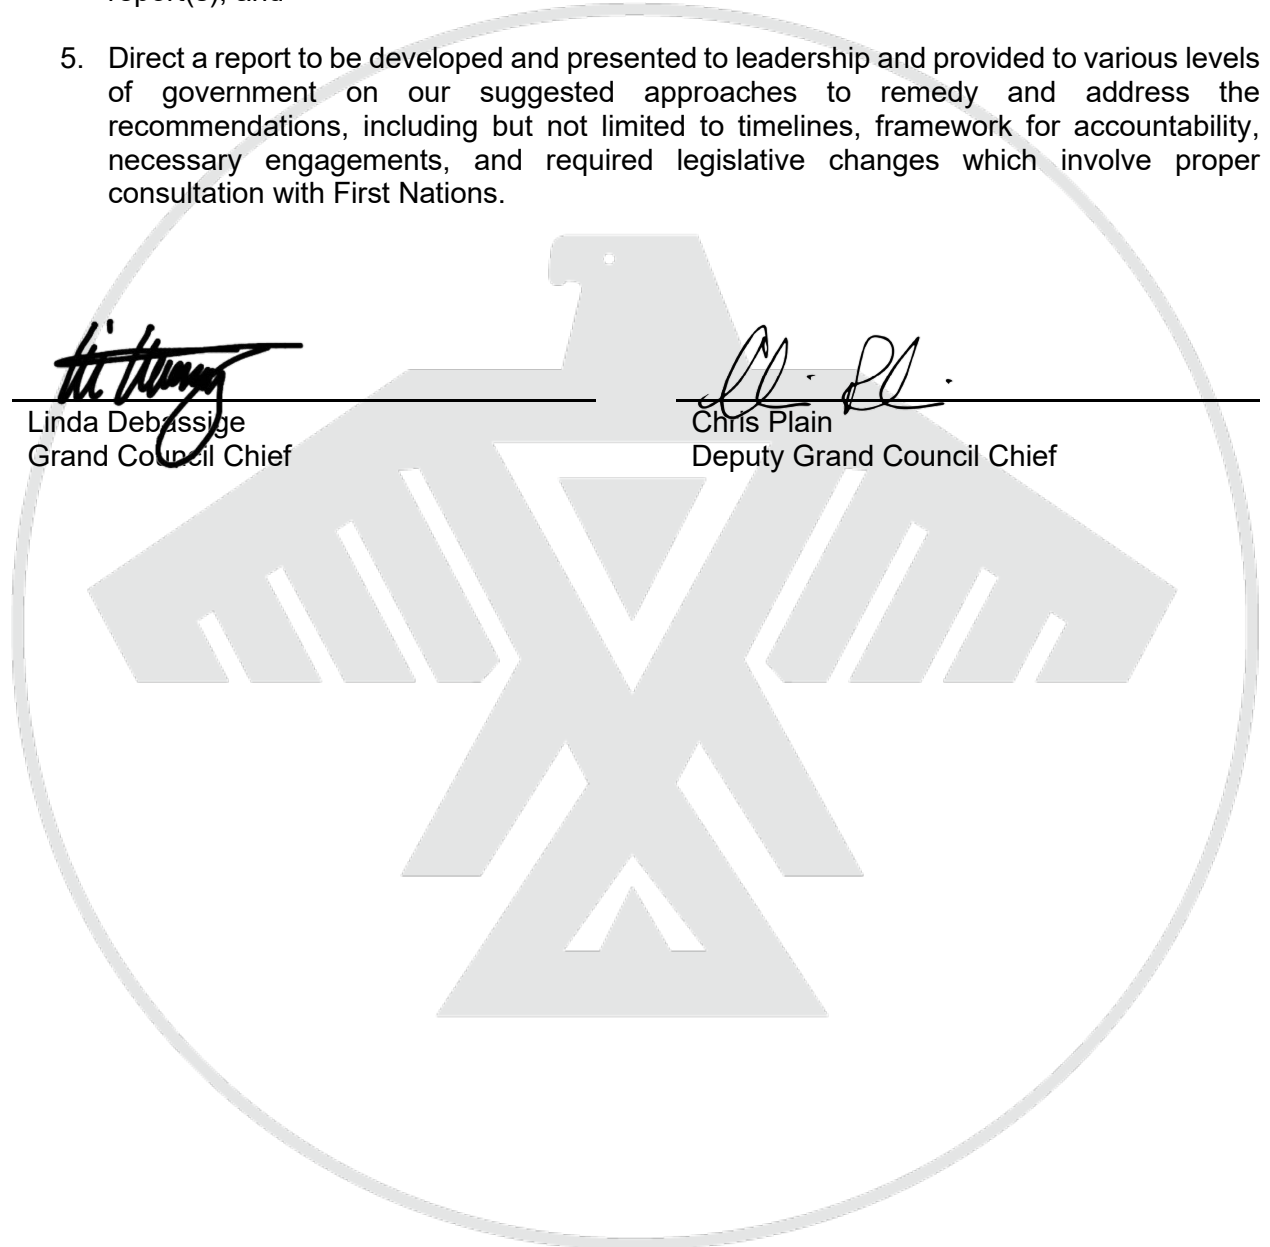 report(s); and
5. Direct a report to be developed and presented to leadership and provided to various levels
of government on our suggested approaches to remedy and address the
recommendations, including but not limited to timelines, framework for accountability,
necessary engagements, and required legislative changes which involve proper
consultation with First Nations.
Linda Debassige
Grand Council Chief
Chris Plain
Deputy Grand Council Chief